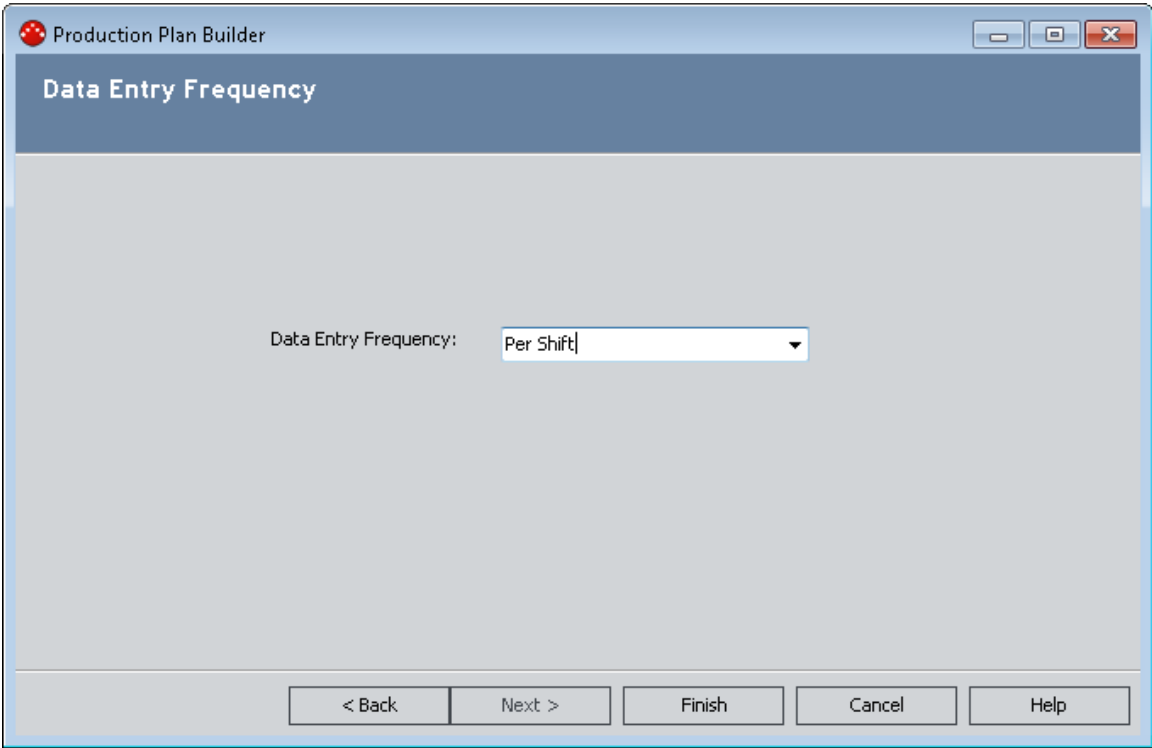 Production Plan Builder
Data Entry Frequency
Data Entry Frequency: Per Shift
< Back Next > Finish Cancel Help